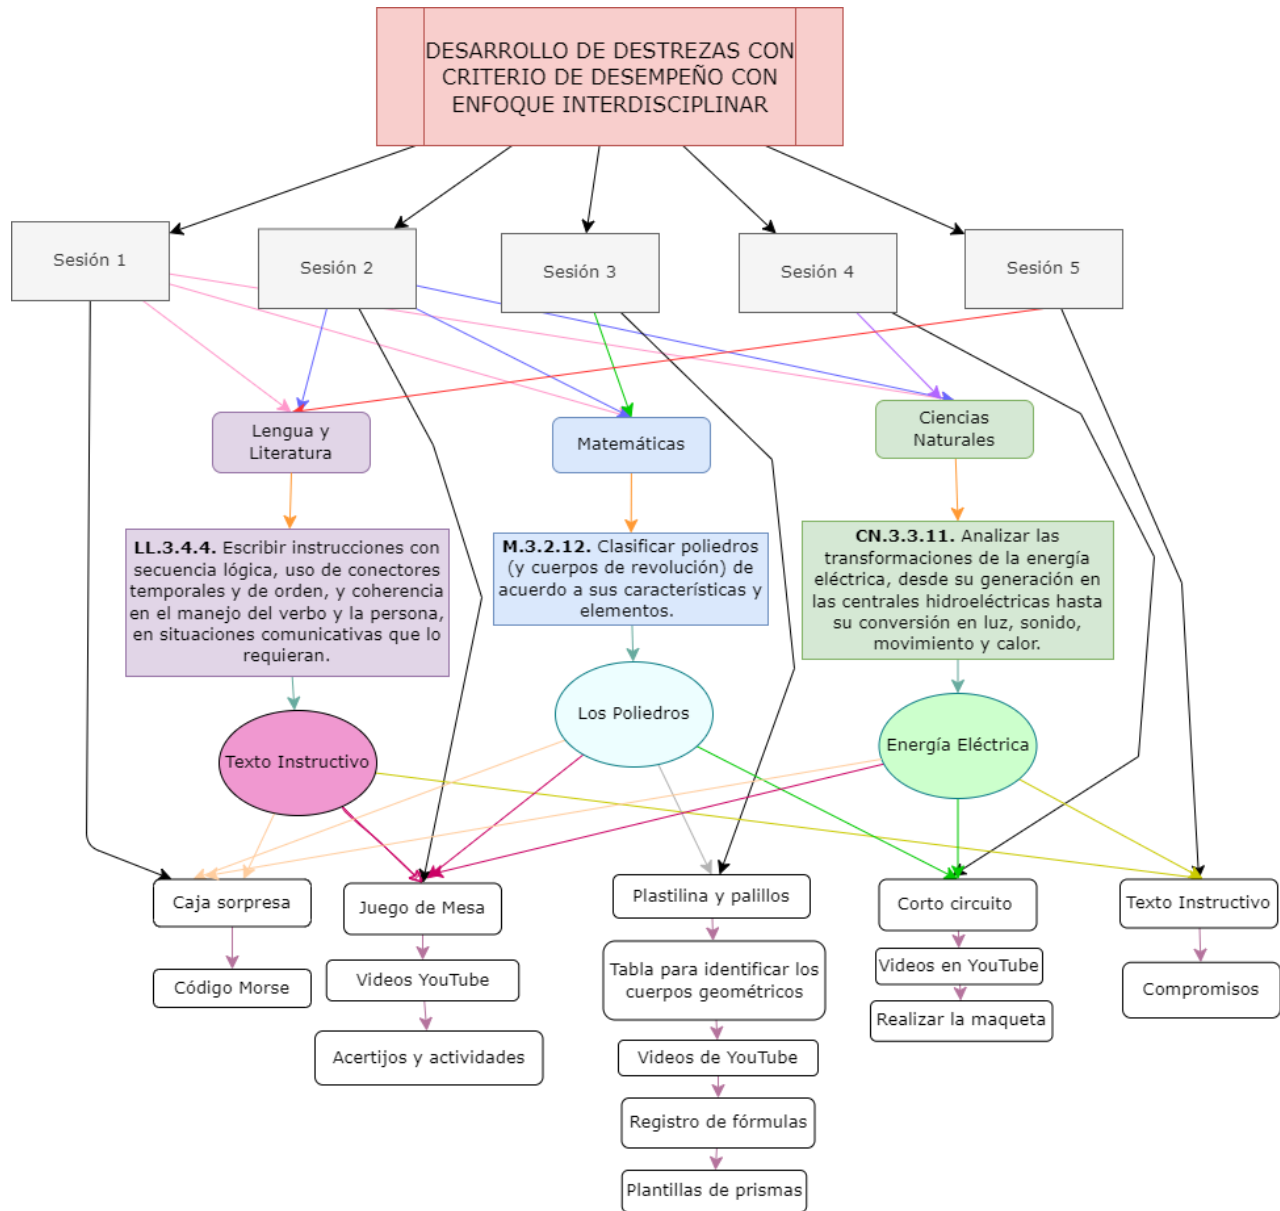 DESARROLLO DE DESTREZAS CON
CRITERIO DE DESEMPEÑO CON
ENFOQUE INTERDISCIPLINAR
Sesión 1
Sesión 2
Sesión 3
Sesión 4
Sesión 5
Lengua y
Literatura
Matemáticas
Ciencias
Naturales
LL.3.4.4. Escribir instrucciones con
secuencia lógica, uso de conectores
temporales y de orden, y coherencia
en el manejo del verbo y la persona,
en situaciones comunicativas que lo
requieran.
M.3.2.12. Clasificar poliedros
(y cuerpos de revolución) de
acuerdo a sus características y
elementos.
CN.3.3.11. Analizar las
transformaciones de la energía
eléctrica, desde su generación en
las centrales hidroeléctricas hasta
su conversión en luz, sonido,
movimiento y calor.
Texto Instructivo
Los Poliedros
Energía Eléctrica
Caja sorpresa
Código Morse
Juego de Mesa
Videos YouTube
Acertijos y actividades
Plastilina y palillos
Tabla para identificar los
cuerpos geométricos
Videos de YouTube
Registro de fórmulas
Plantillas de prismas
Corto circuito
Videos en YouTube
Realizar la maqueta
Texto Instructivo
Compromisos